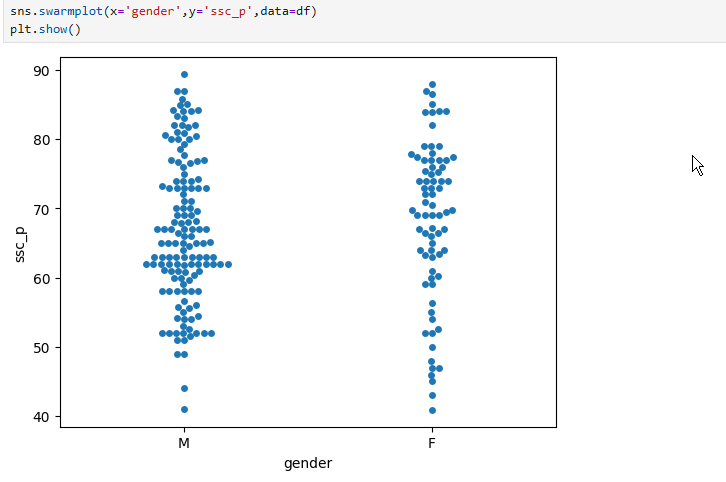 sns.swarmplot(x='gender',y='ssc_p',data=df)
plt.show()
90
80
70
60
50
40
ssc_p
M F
gender